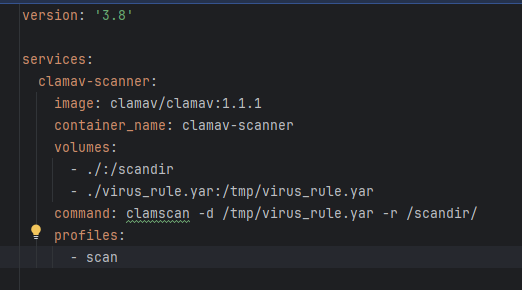 version: '3.8'
services:
clamav-scanner:
image: clamav/clamav:1.1.1
container_name: clamav-scanner
volumes:
- ./:/scandir
- ./virus_rule.yar:/tmp/virus_rule.yar
command: clamscan -d /tmp/virus_rule.yar -r /scandir/
profiles:
- scan